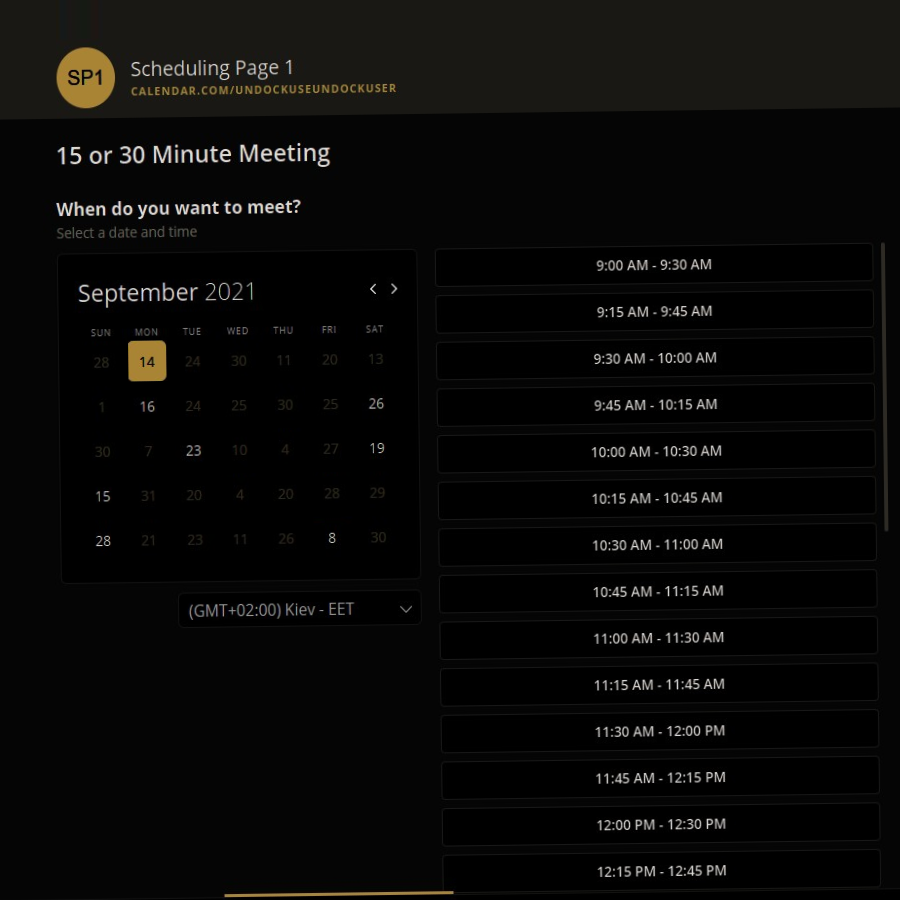 SP1
Scheduling Page 1
CALENDAR.COM/UNDOCKUSEUNDOCKUSER
15 or 30 Minute Meeting
When do you want to meet?
Select a date and time
September 2021
SUN MON TUE WED THU FRI SAT
28 14 24 30 11 20 13
1 16 24 25 30 25 26
30 7 23 10 4 27 19
15 31 20 4 20 28 29
28 21 23 11 26 8 30
(GMT+02:00) Kiev - EET
9:00 AM - 9:30 AM
9:15 AM - 9:45 AM
9:30 AM - 10:00 AM
9:45 AM - 10:15 AM
10:00 AM - 10:30 AM
10:15 AM - 10:45 AM
10:30 AM - 11:00 AM
10:45 AM - 11:15 AM
11:00 AM - 11:30 AM
11:15 AM - 11:45 AM
11:30 AM - 12:00 PM
11:45 AM - 12:15 PM
12:00 PM - 12:30 PM
12:15 PM - 12:45 PM